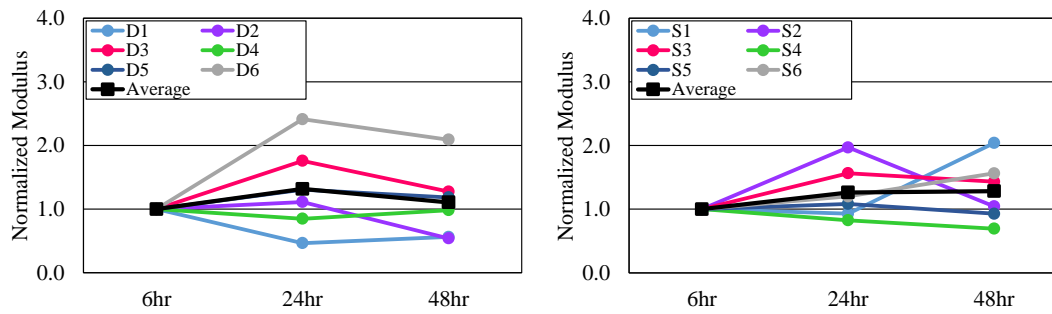 4.0
3.0
2.0
1.0
0.0
Normalized Modulus
D1 D2
D3 D4
D5 D6
Average
6hr 24hr 48hr
4.0
3.0
2.0
1.0
0.0
Normalized Modulus
S1 S2
S3 S4
S5 S6
Average
6hr 24hr 48hr